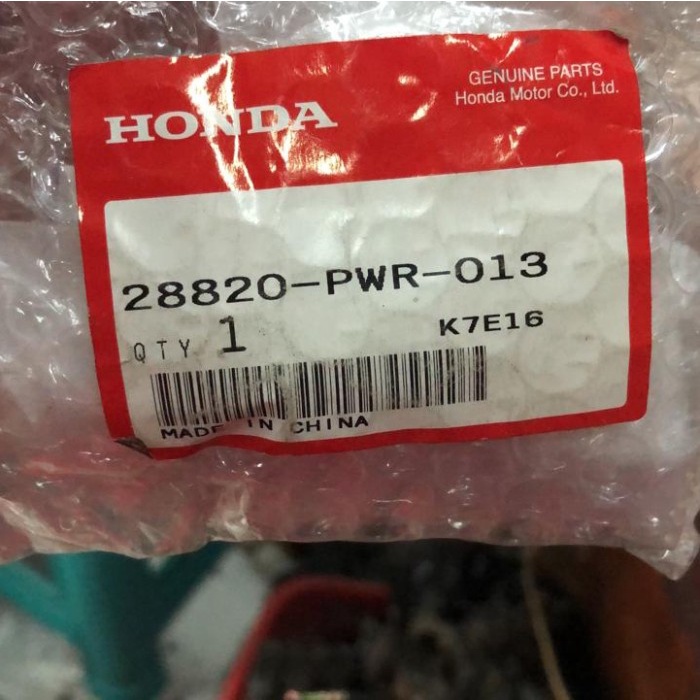 HONDA
GENUINE PARTS
Honda Motor Co., Ltd.
28820-PWR-013
QTY 1
K7E16
MADE IN CHINA